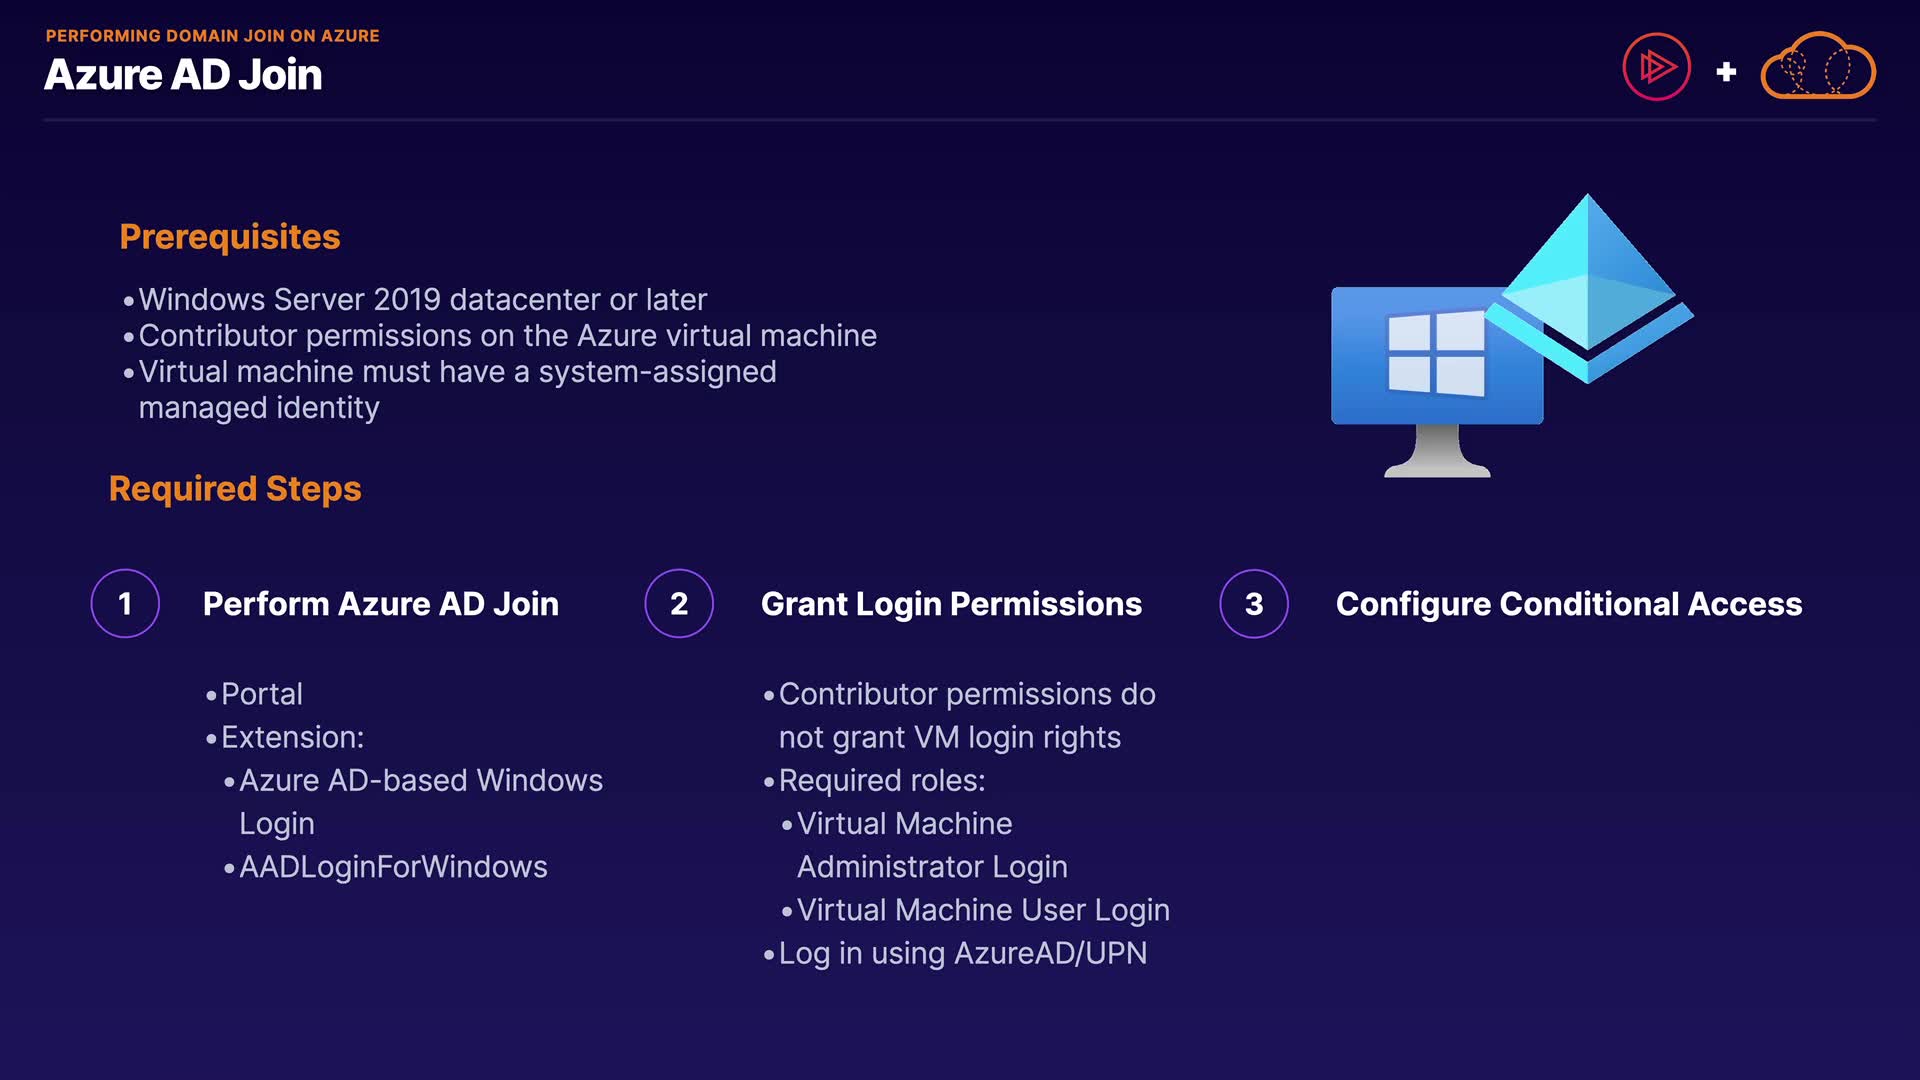 PERFORMING DOMAIN JOIN ON AZURE
Azure AD Join
+
Prerequisites
•Windows Server 2019 datacenter or later
•Contributor permissions on the Azure virtual machine
•Virtual machine must have a system-assigned
managed identity
Required Steps
1 Perform Azure AD Join
•Portal
•Extension:
•Azure AD-based Windows
Login
•AADLoginForWindows
2 Grant Login Permissions
•Contributor permissions do
not grant VM login rights
•Required roles:
•Virtual Machine
Administrator Login
•Virtual Machine User Login
•Log in using AzureAD/UPN
3 Configure Conditional Access